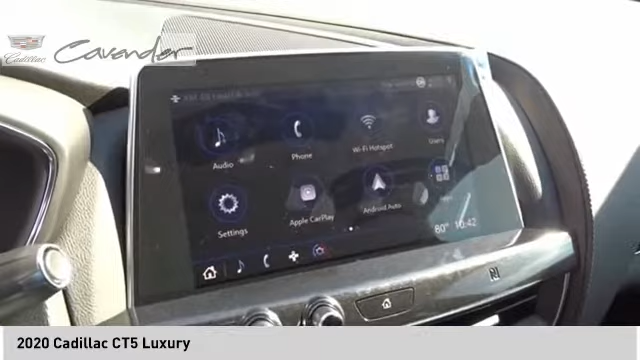 Cadillac
Cavender
Audio
Phone
Wi-Fi Hotspot
Users
Settings
Apple CarPlay
Android Auto
80° 10:42
2020 Cadillac CT5 Luxury